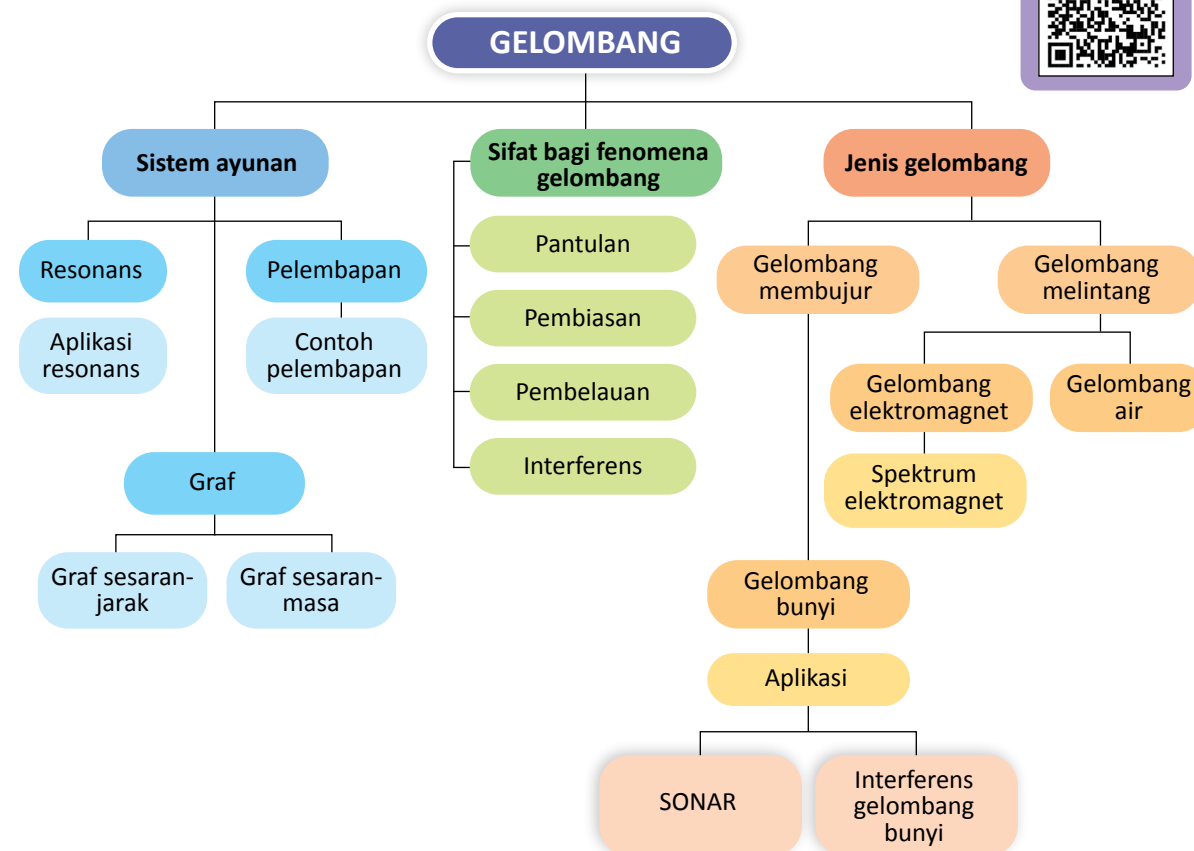 GELOMBANG
Sistem ayunan
Resonans
Aplikasi
resonans
Pelembapan
Contoh
pelembapan
Graf
Graf sesaran-
jarak
Graf sesaran-
masa
Sifat bagi fenomena
gelombang
Pantulan
Pembiasan
Pembelauan
Interferens
Jenis gelombang
Gelombang
membujur
Gelombang
melintang
Gelombang
elektromagnet
Gelombang
air
Spektrum
elektromagnet
Gelombang
bunyi
Aplikasi
SONAR
Interferens
gelombang
bunyi